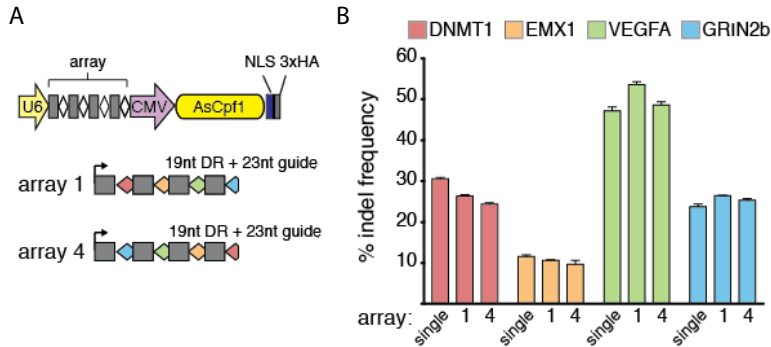 A
array
NLS 3xHA
U6
CMV
AsCpf1
19nt DR + 23nt guide
array 1
19nt DR + 23nt guide
array 4
B
DNMT1 EMX1 VEGFA GRIN2b
% indel frequency
60
50
40
30
20
10
array: single 1 4 single 1 4 single 1 4 single 1 4